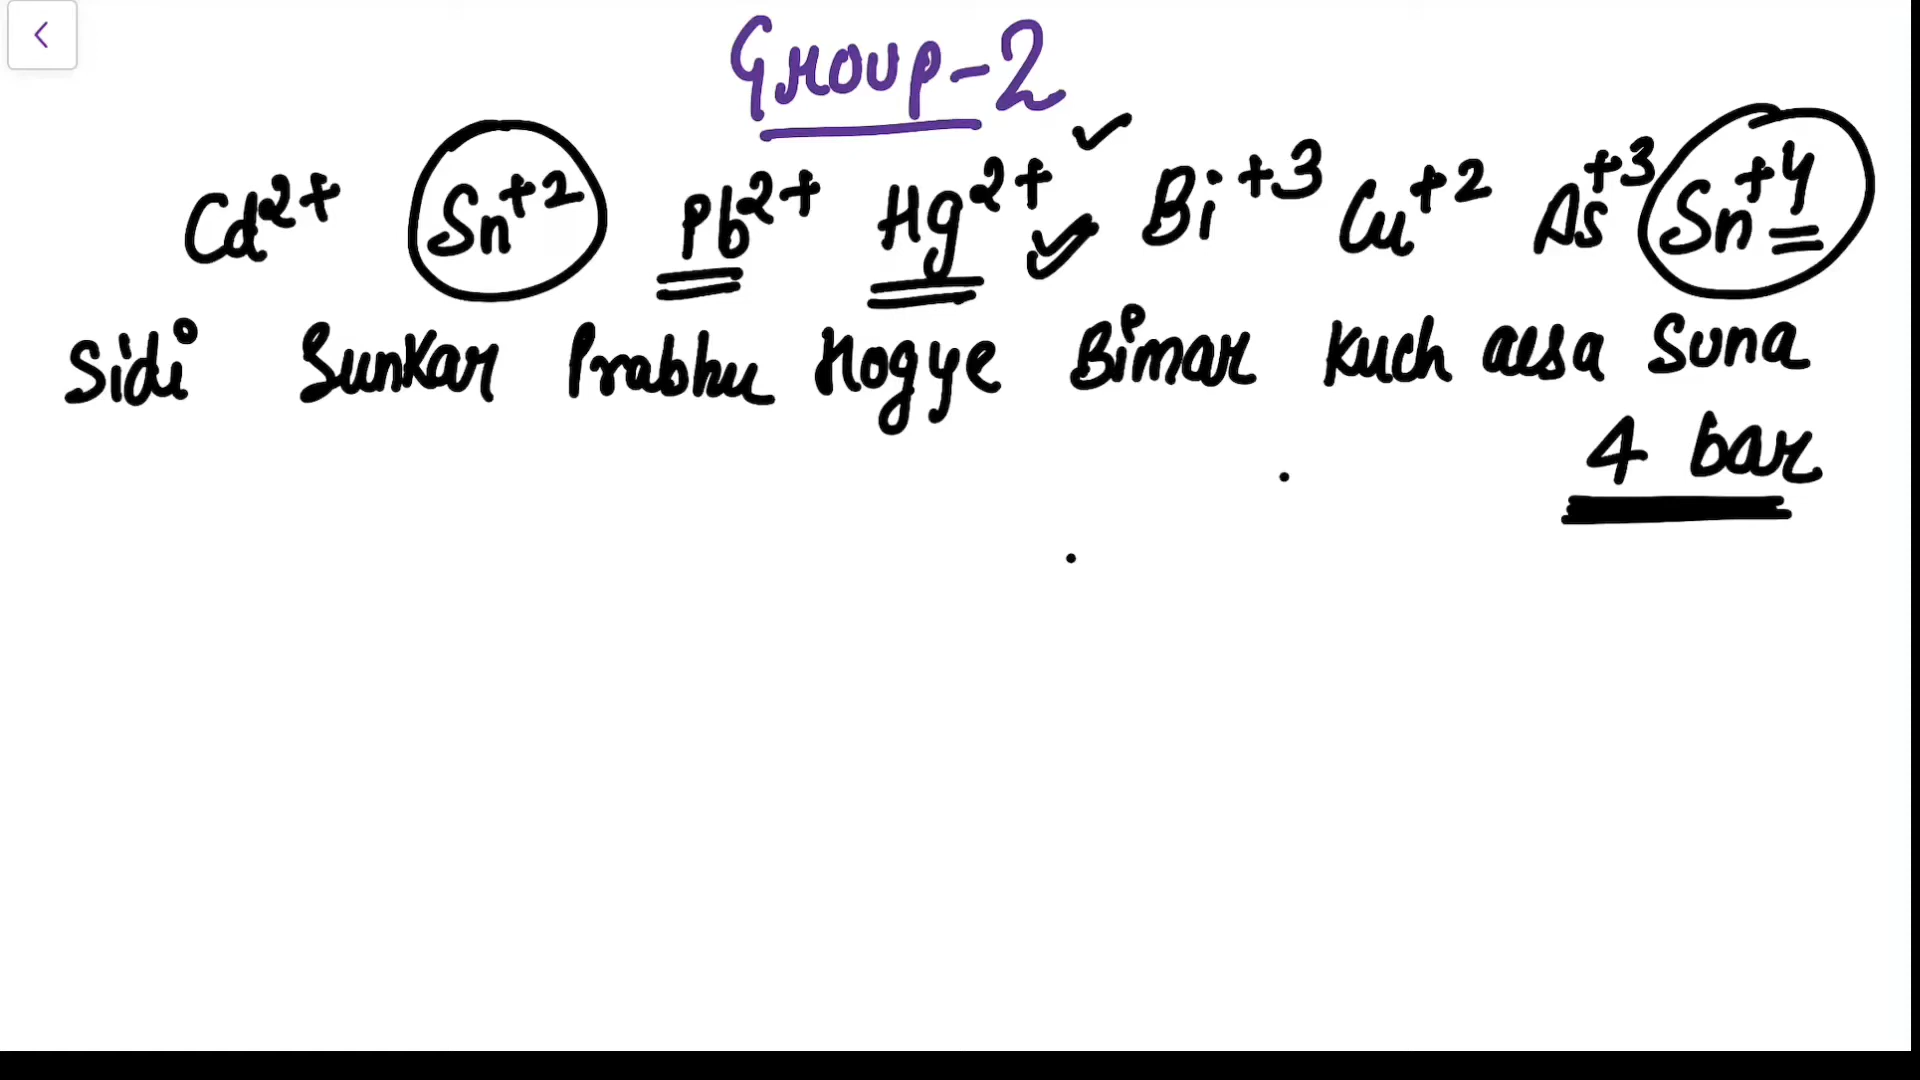 Group-2
Cd²⁺ Sn⁺² Pb²⁺ Hg²⁺ Bi⁺³ Cu⁺² As⁺³ Sn⁺⁴
Sidi Sunkar Prabhu Hogye Bimar Kuch aesa Suna
4 bar